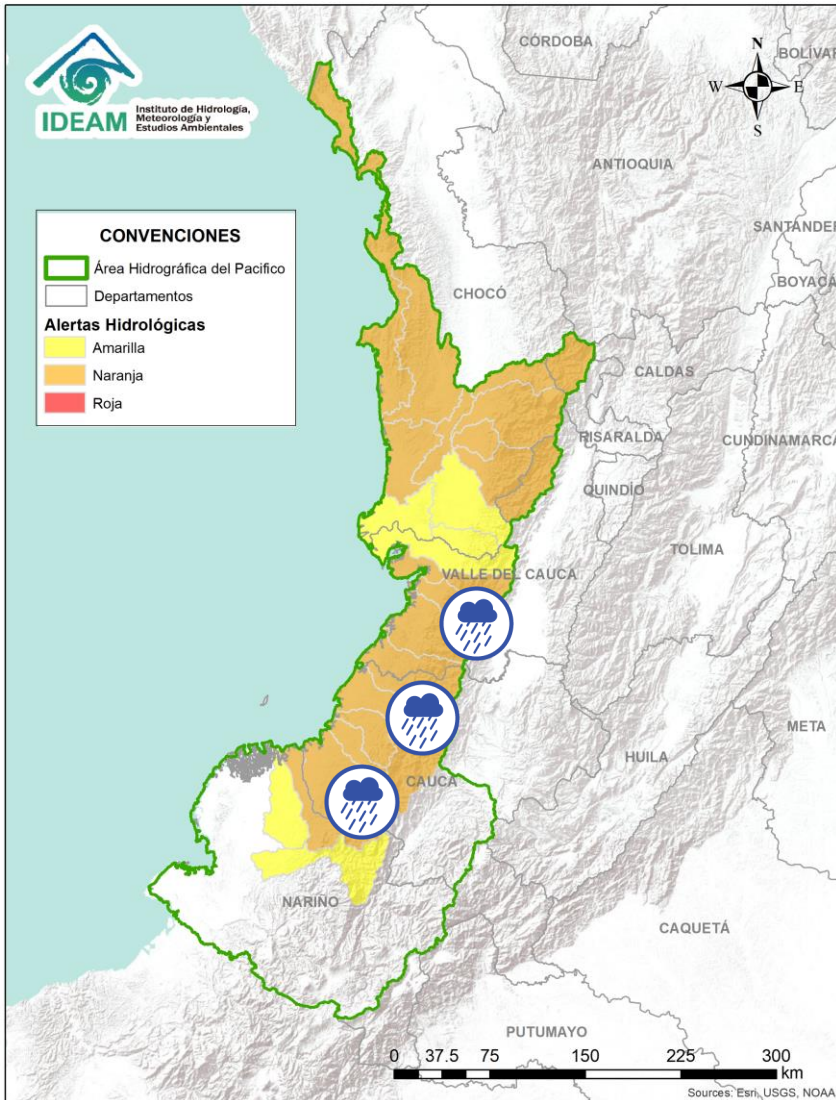 IDEAM
Instituto de Hidrología,
Meteorología y
Estudios Ambientales
N
W
E
S
CÓRDOBA
BOLÍVAR
ANTIOQUIA
SANTANDER
BOYACÁ
CHOCÓ
CALDAS
RISARALDA
CUNDINAMARCA
QUINDÍO
TOLIMA
VALLE DEL CAUCA
META
HUILA
CAUCA
NARIÑO
CAQUETÁ
PUTUMAYO
CONVENCIONES
Área Hidrográfica del Pacifico
Departamentos
Alertas Hidrológicas
Amarilla
Naranja
Roja
0 37.5 75 150 225 300
km
Sources: Esri, USGS, NOAA